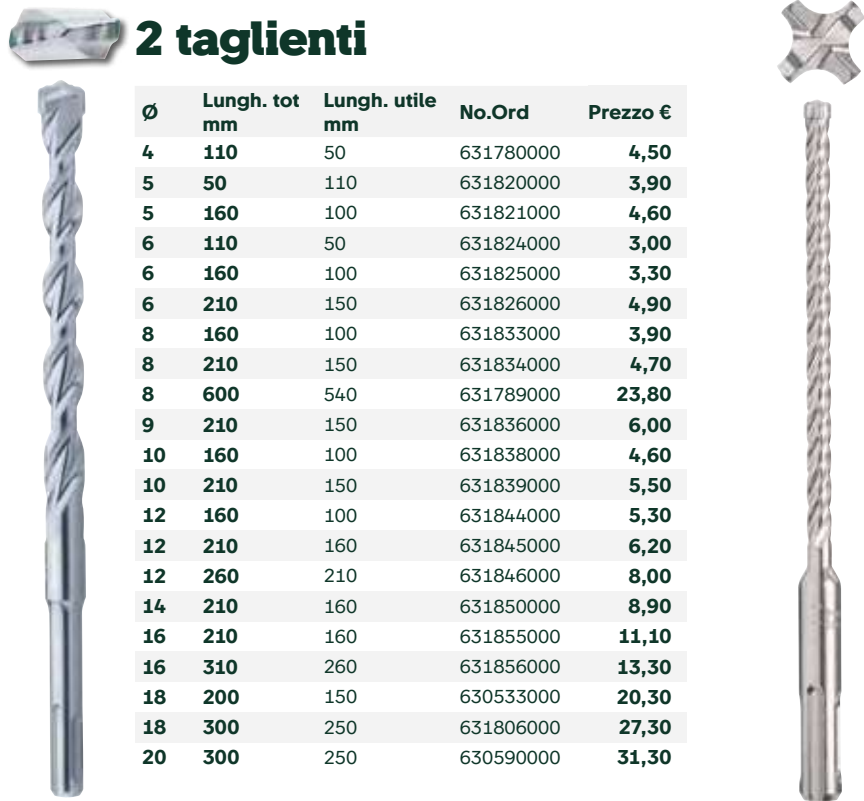 2 taglienti
Ø Lungh. tot mm Lungh. utile mm No.Ord Prezzo €
4 110 50 631780000 4,50
5 50 110 631820000 3,90
5 160 100 631821000 4,60
6 110 50 631824000 3,00
6 160 100 631825000 3,30
6 210 150 631826000 4,90
8 160 100 631833000 3,90
8 210 150 631834000 4,70
8 600 540 631789000 23,80
9 210 150 631836000 6,00
10 160 100 631838000 4,60
10 210 150 631839000 5,50
12 160 100 631844000 5,30
12 210 160 631845000 6,20
12 260 210 631846000 8,00
14 210 160 631850000 8,90
16 210 160 631855000 11,10
16 310 260 631856000 13,30
18 200 150 630533000 20,30
18 300 250 631806000 27,30
20 300 250 630590000 31,30